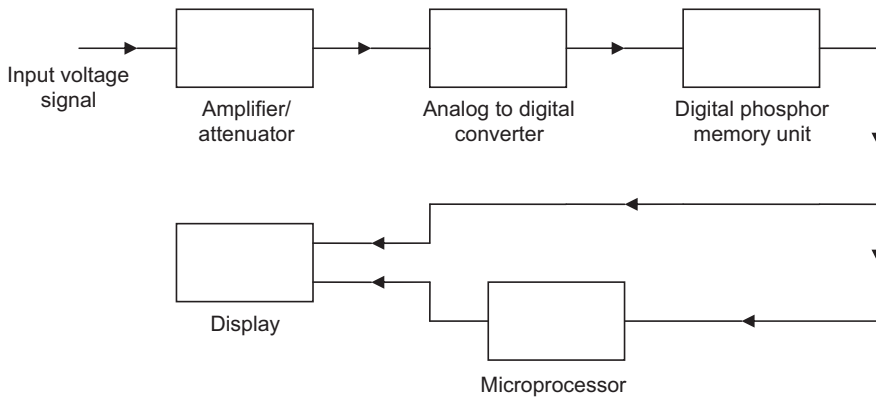 Input voltage
signal
Amplifier/
attenuator
Analog to digital
converter
Digital phosphor
memory unit
Display
Microprocessor